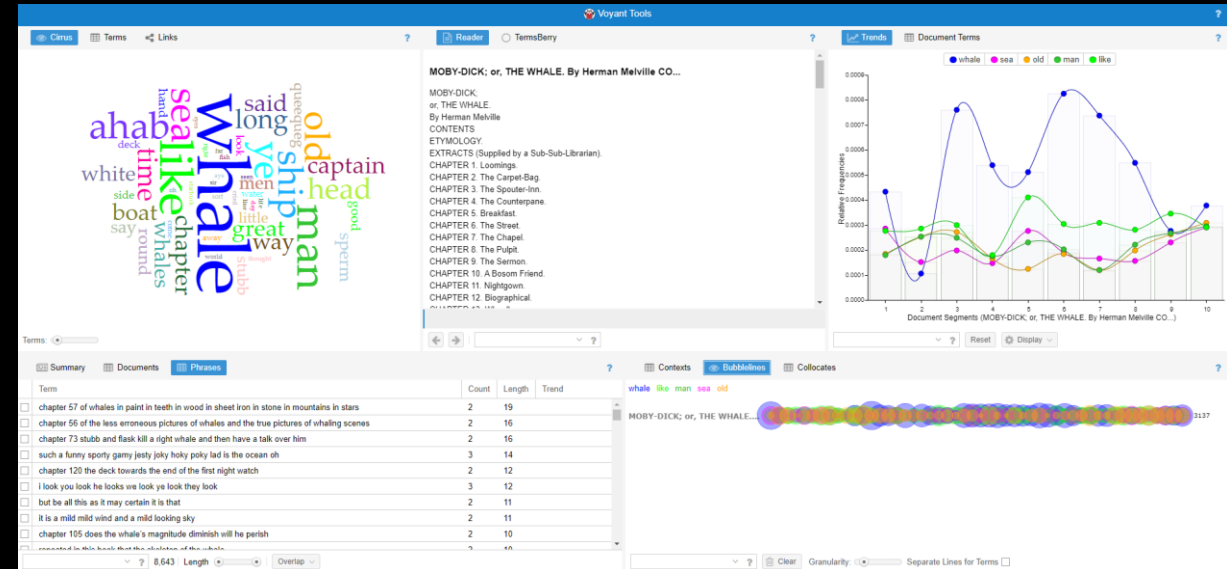 Voyant Tools
?
Cirrus Terms Links ?
whale
like
sea
ahab
man
old
ship
ye
head
said
long
captain
white
time
boat
chapter
whales
great
way
men
little
round
say
side
deck
hand
queequeg
good
sperm
stubb
look
world
thought
away
Terms:
Reader TermsBerry ?
MOBY-DICK; or, THE WHALE. By Herman Melville CO...
MOBY-DICK;
or, THE WHALE.
By Herman Melville
CONTENTS
ETYMOLOGY.
EXTRACTS (Supplied by a Sub-Sub-Librarian).
CHAPTER 1. Loomings.
CHAPTER 2. The Carpet-Bag.
CHAPTER 3. The Spouter-Inn.
CHAPTER 4. The Counterpane.
CHAPTER 5. Breakfast.
CHAPTER 6. The Street.
CHAPTER 7. The Chapel.
CHAPTER 8. The Pulpit.
CHAPTER 9. The Sermon.
CHAPTER 10. A Bosom Friend.
CHAPTER 11. Nightgown.
CHAPTER 12. Biographical.
?
Trends Document Terms ?
whale sea old man like
Relative Frequencies
0.0009
0.0008
0.0007
0.0006
0.0005
0.0004
0.0003
0.0002
0.0001
0.0000
1 2 3 4 5 6 7 8 9 10
Document Segments (MOBY-DICK; or, THE WHALE. By Herman Melville CO...)
? Reset Display
Summary Documents Phrases ?
Term Count Length Trend
chapter 57 of whales in paint in teeth in wood in sheet iron in stone in mountains in stars 2 19
chapter 56 of the less erroneous pictures of whales and the true pictures of whaling scenes 2 16
chapter 73 stubb and flask kill a right whale and then have a talk over him 2 16
such a funny sporty gamy jesty joky hoky poky lad is the ocean oh 3 14
chapter 120 the deck towards the end of the first night watch 2 12
i look you look he looks we look ye look they look 3 12
but be all this as it may certain it is that 2 11
it is a mild mild wind and a mild looking sky 2 11
chapter 105 does the whale's magnitude diminish will he perish 2 10
repeated in this book that the skeleton of the whale 2 10
? 8,643 Length Overlap
Contexts Bubblelines Collocates ?
whale like man sea old
MOBY-DICK; or, THE WHALE.... 3137
? Clear Granularity: Separate Lines for Terms